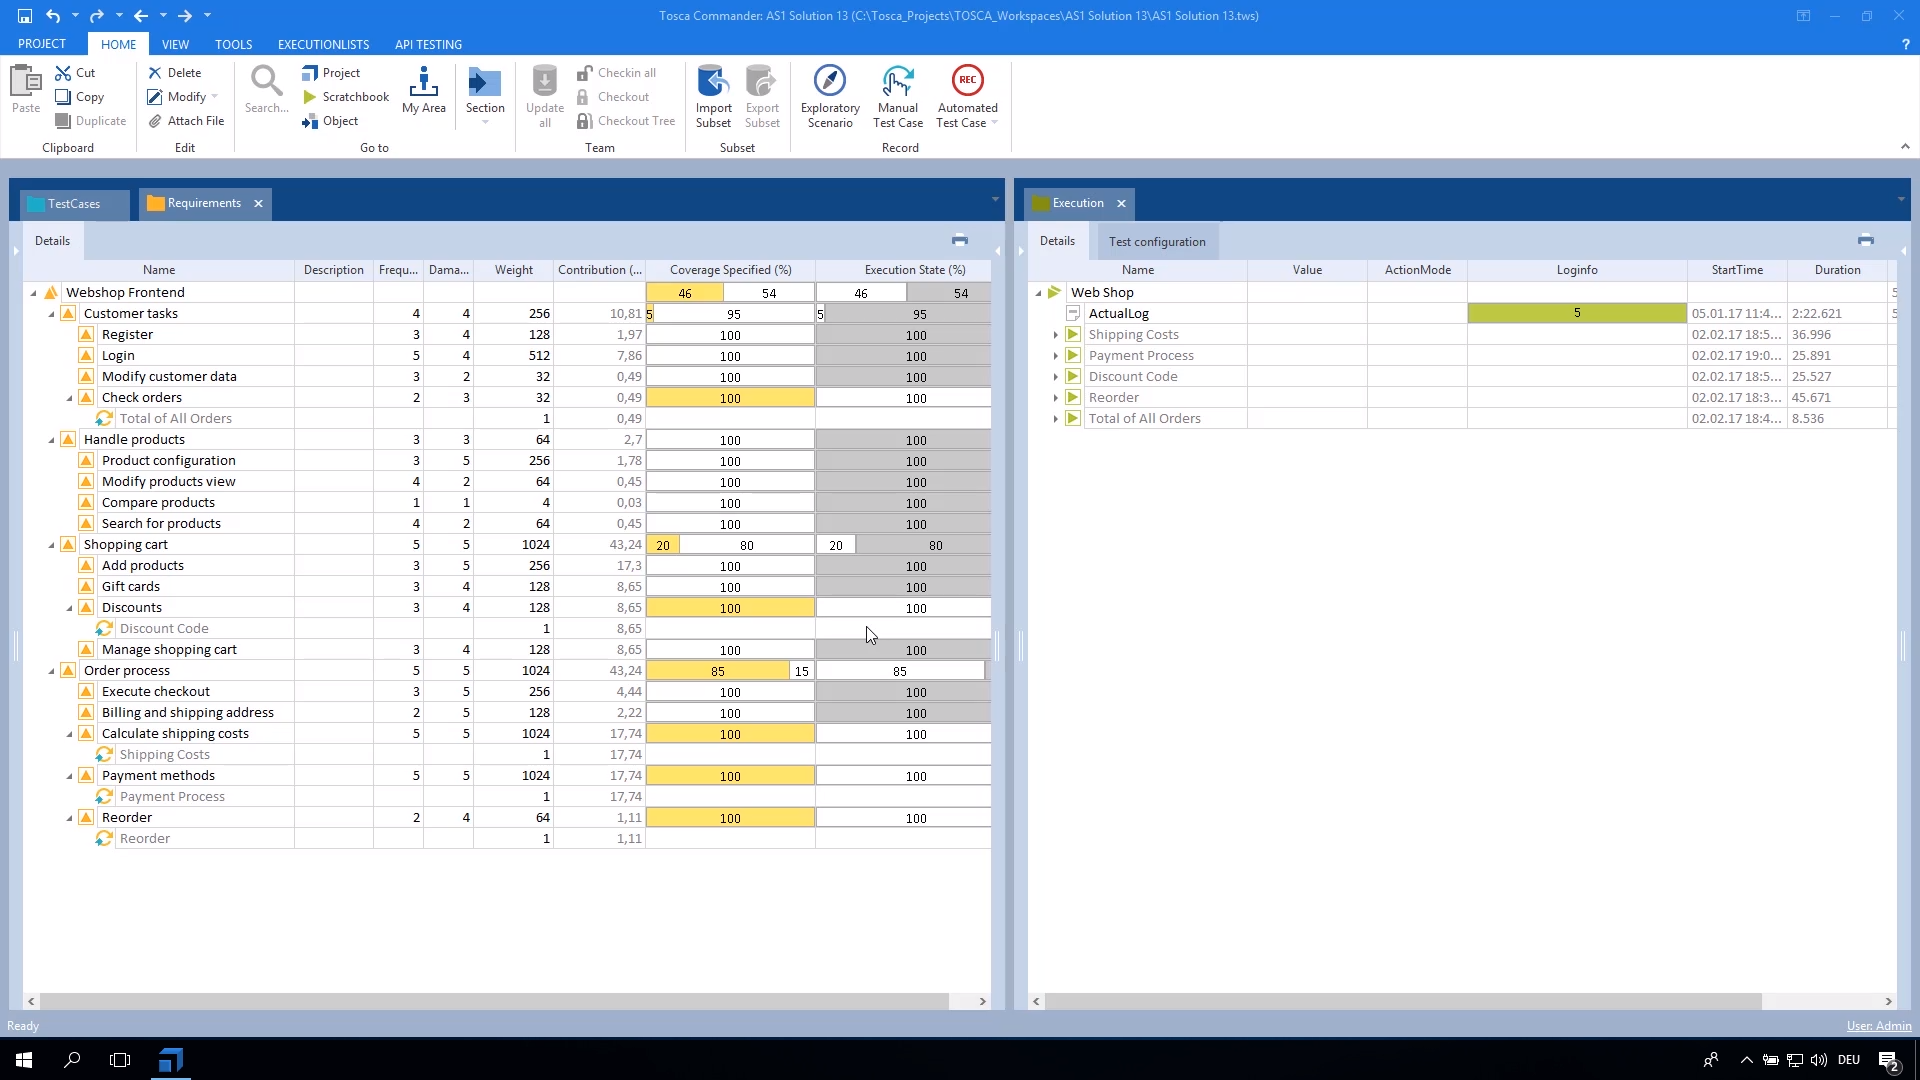 Tosca Commander: AS1 Solution 13 (C:\Tosca_Projects\TOSCA_Workspaces\AS1 Solution 13\AS1 Solution 13.tws)
PROJECT HOME VIEW TOOLS EXECUTIONLISTS API TESTING ?
Paste Cut Copy Duplicate
Clipboard
Delete Modify Attach File
Edit
Search... Project Scratchbook Object My Area Section
Go to
Update all Checkin all Checkout Checkout Tree
Team
Import Subset Export Subset
Subset
Exploratory Scenario Manual Test Case REC Automated Test Case
Record
TestCases Requirements
Details
Name Description Frequ... Dama... Weight Contribution (... Coverage Specified (%) Execution State (%)
Webshop Frontend 46 54 46 54
Customer tasks 4 4 256 10,81 5 95 5 95
Register 3 4 128 1,97 100 100
Login 5 4 512 7,86 100 100
Modify customer data 3 2 32 0,49 100 100
Check orders 2 3 32 0,49 100 100
Total of All Orders 1 0,49
Handle products 3 3 64 2,7 100 100
Product configuration 3 5 256 1,78 100 100
Modify products view 4 2 64 0,45 100 100
Compare products 1 1 4 0,03 100 100
Search for products 4 2 64 0,45 100 100
Shopping cart 5 5 1024 43,24 20 80 20 80
Add products 3 5 256 17,3 100 100
Gift cards 3 4 128 8,65 100 100
Discounts 3 4 128 8,65 100 100
Discount Code 1 8,65
Manage shopping cart 3 4 128 8,65 100 100
Order process 5 5 1024 43,24 85 15 85
Execute checkout 3 5 256 4,44 100 100
Billing and shipping address 2 5 128 2,22 100 100
Calculate shipping costs 5 5 1024 17,74 100 100
Shipping Costs 1 17,74
Payment methods 5 5 1024 17,74 100 100
Payment Process 1 17,74
Reorder 2 4 64 1,11 100 100
Reorder 1 1,11
Execution
Details Test configuration
Name Value ActionMode Loginfo StartTime Duration
Web Shop 5
ActualLog 5 05.01.17 11:4... 2:22.621 5
Shipping Costs 02.02.17 18:5... 36.996
Payment Process 02.02.17 19:0... 25.891
Discount Code 02.02.17 18:5... 25.527
Reorder 02.02.17 18:3... 45.671
Total of All Orders 02.02.17 18:4... 8.536
Ready User: Admin
DEU 2